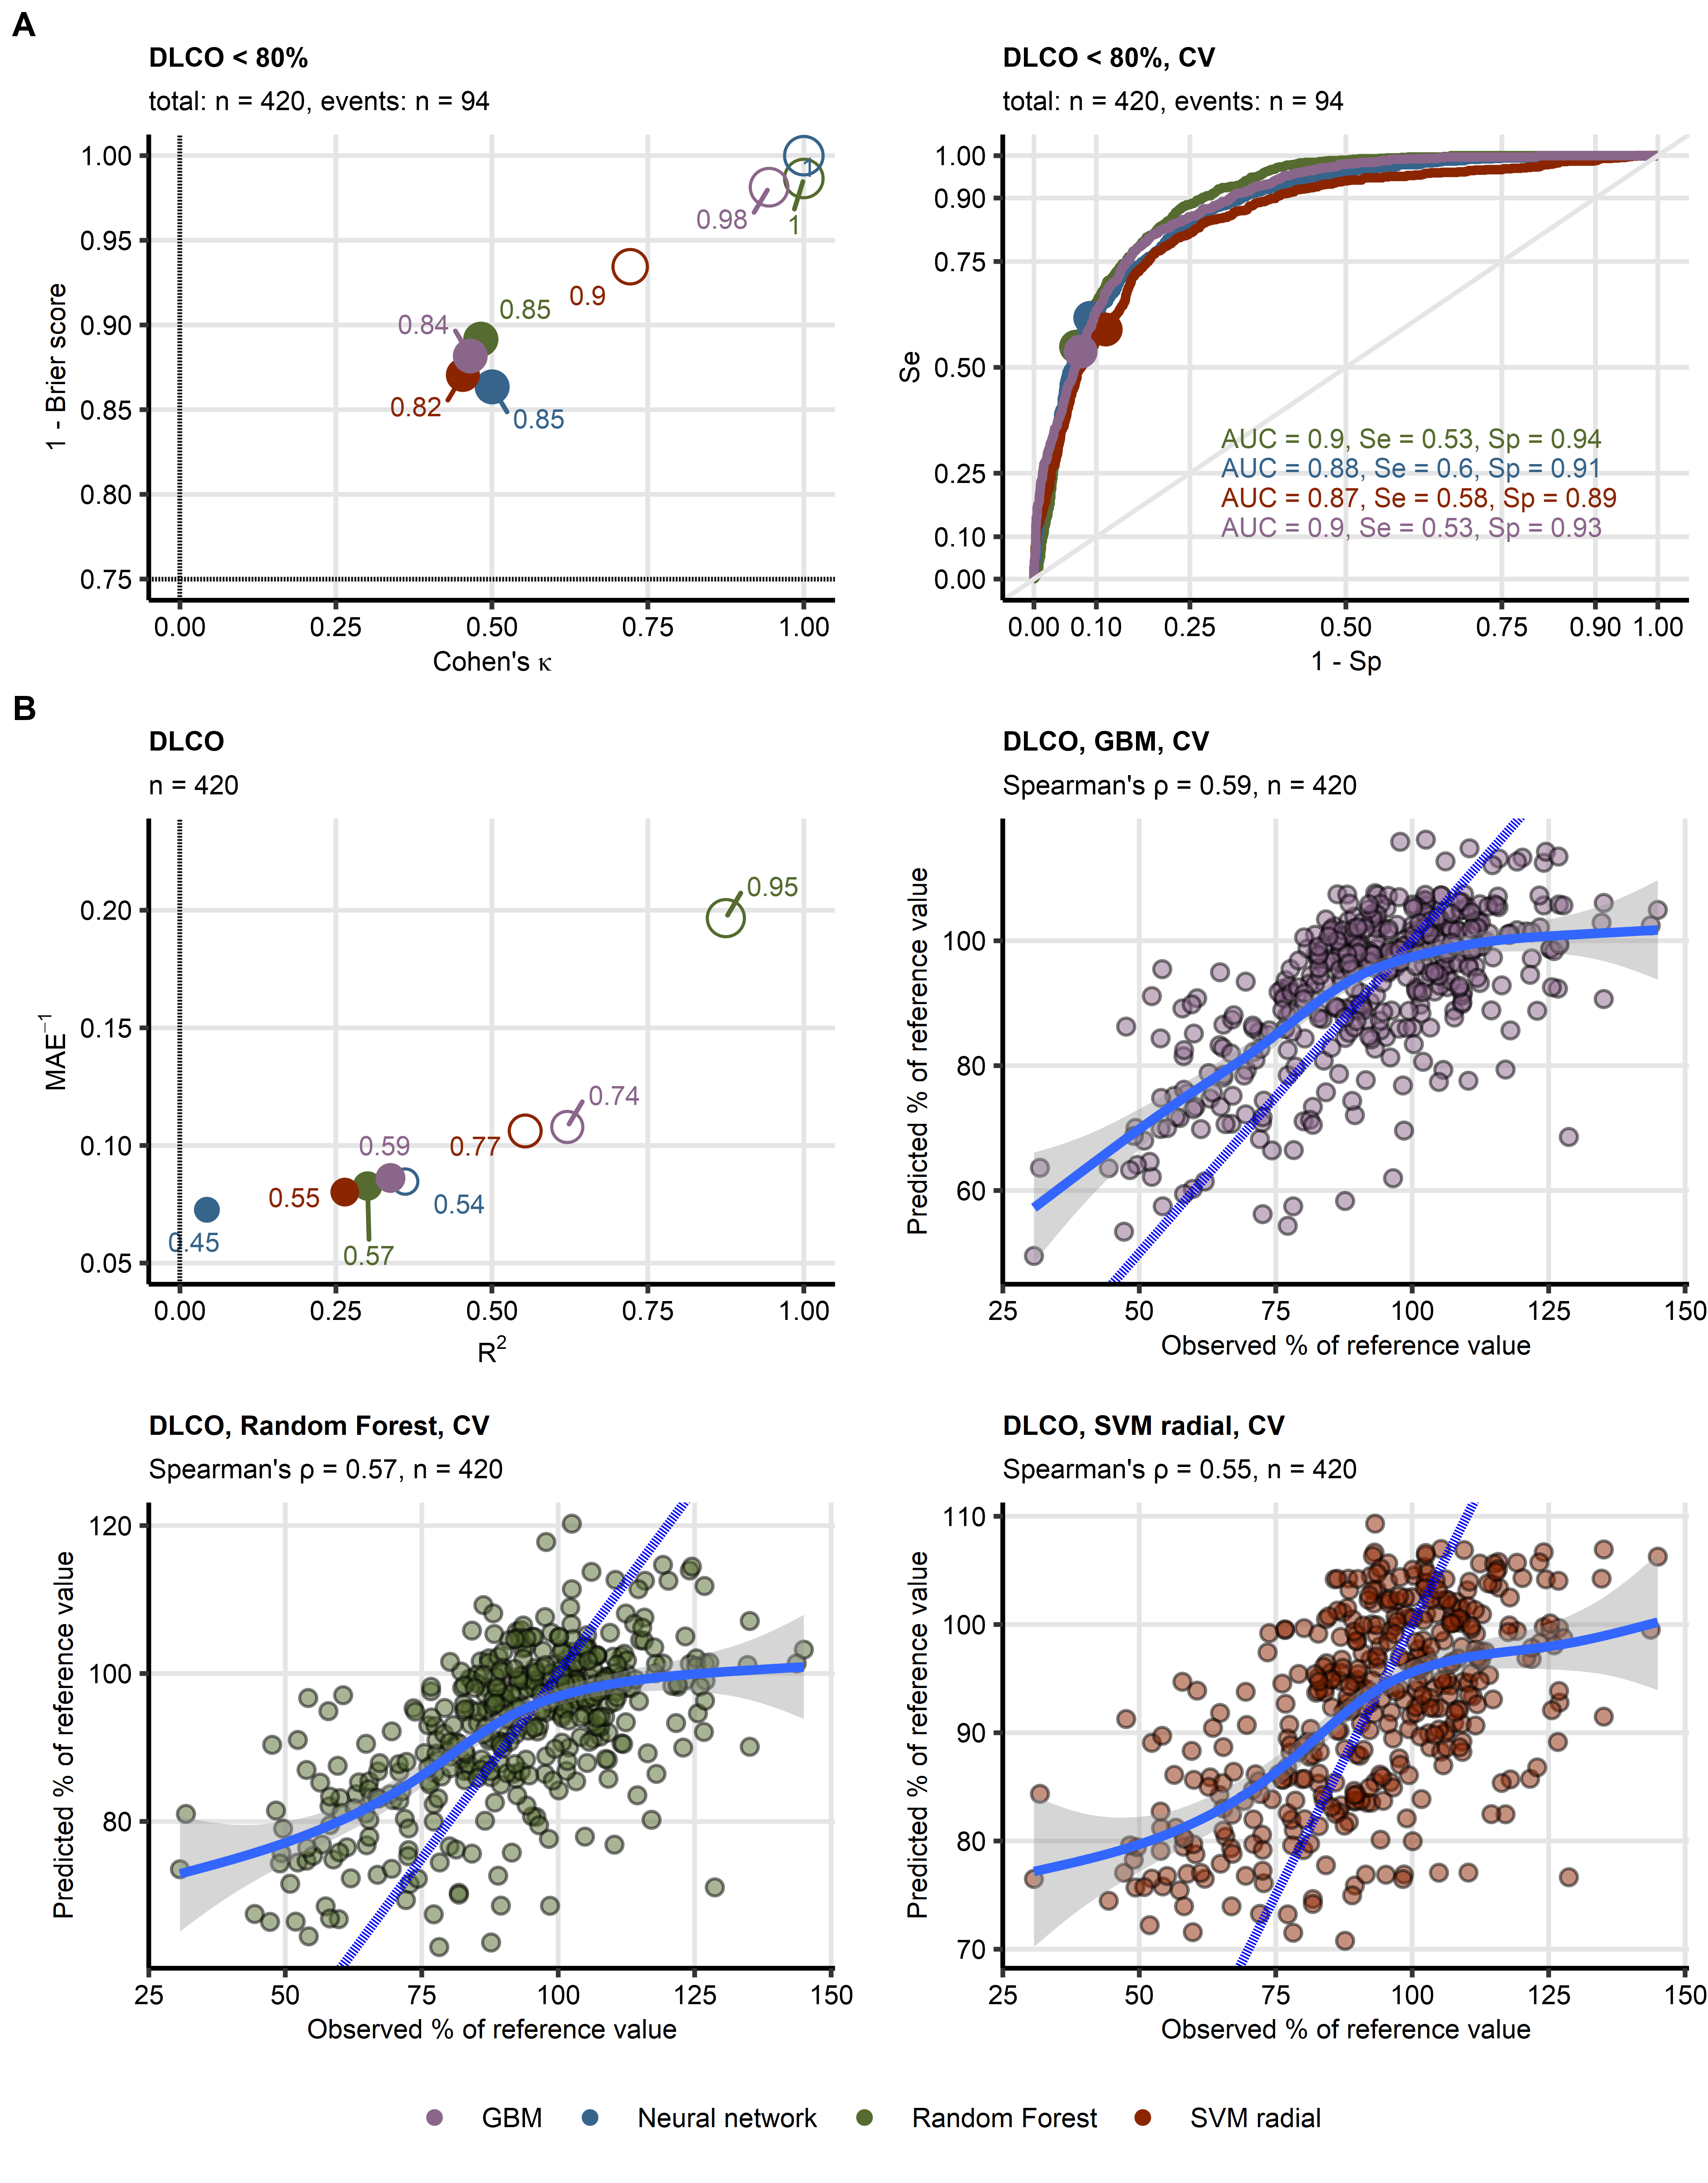 A
DLCO < 80%
total: n = 420, events: n = 94
1 - Brier score
1.00
0.95
0.90
0.85
0.80
0.75
1
0.98
1
0.9
0.85
0.84
0.82
0.85
0.00 0.25 0.50 0.75 1.00
Cohen's κ
DLCO < 80%, CV
total: n = 420, events: n = 94
Se
1.00
0.90
0.75
0.50
0.25
0.10
0.00
AUC = 0.9, Se = 0.53, Sp = 0.94
AUC = 0.88, Se = 0.6, Sp = 0.91
AUC = 0.87, Se = 0.58, Sp = 0.89
AUC = 0.9, Se = 0.53, Sp = 0.93
0.00 0.10 0.25 0.50 0.75 0.90 1.00
1 - Sp
B
DLCO
n = 420
MAE⁻¹
0.20
0.15
0.10
0.05
0.95
0.74
0.77
0.59
0.55
0.54
0.45
0.57
0.00 0.25 0.50 0.75 1.00
R²
DLCO, GBM, CV
Spearman's ρ = 0.59, n = 420
Predicted % of reference value
100
80
60
25 50 75 100 125 150
Observed % of reference value
DLCO, Random Forest, CV
Spearman's ρ = 0.57, n = 420
Predicted % of reference value
120
100
80
25 50 75 100 125 150
Observed % of reference value
DLCO, SVM radial, CV
Spearman's ρ = 0.55, n = 420
Predicted % of reference value
110
100
90
80
70
25 50 75 100 125 150
Observed % of reference value
GBM Neural network Random Forest SVM radial